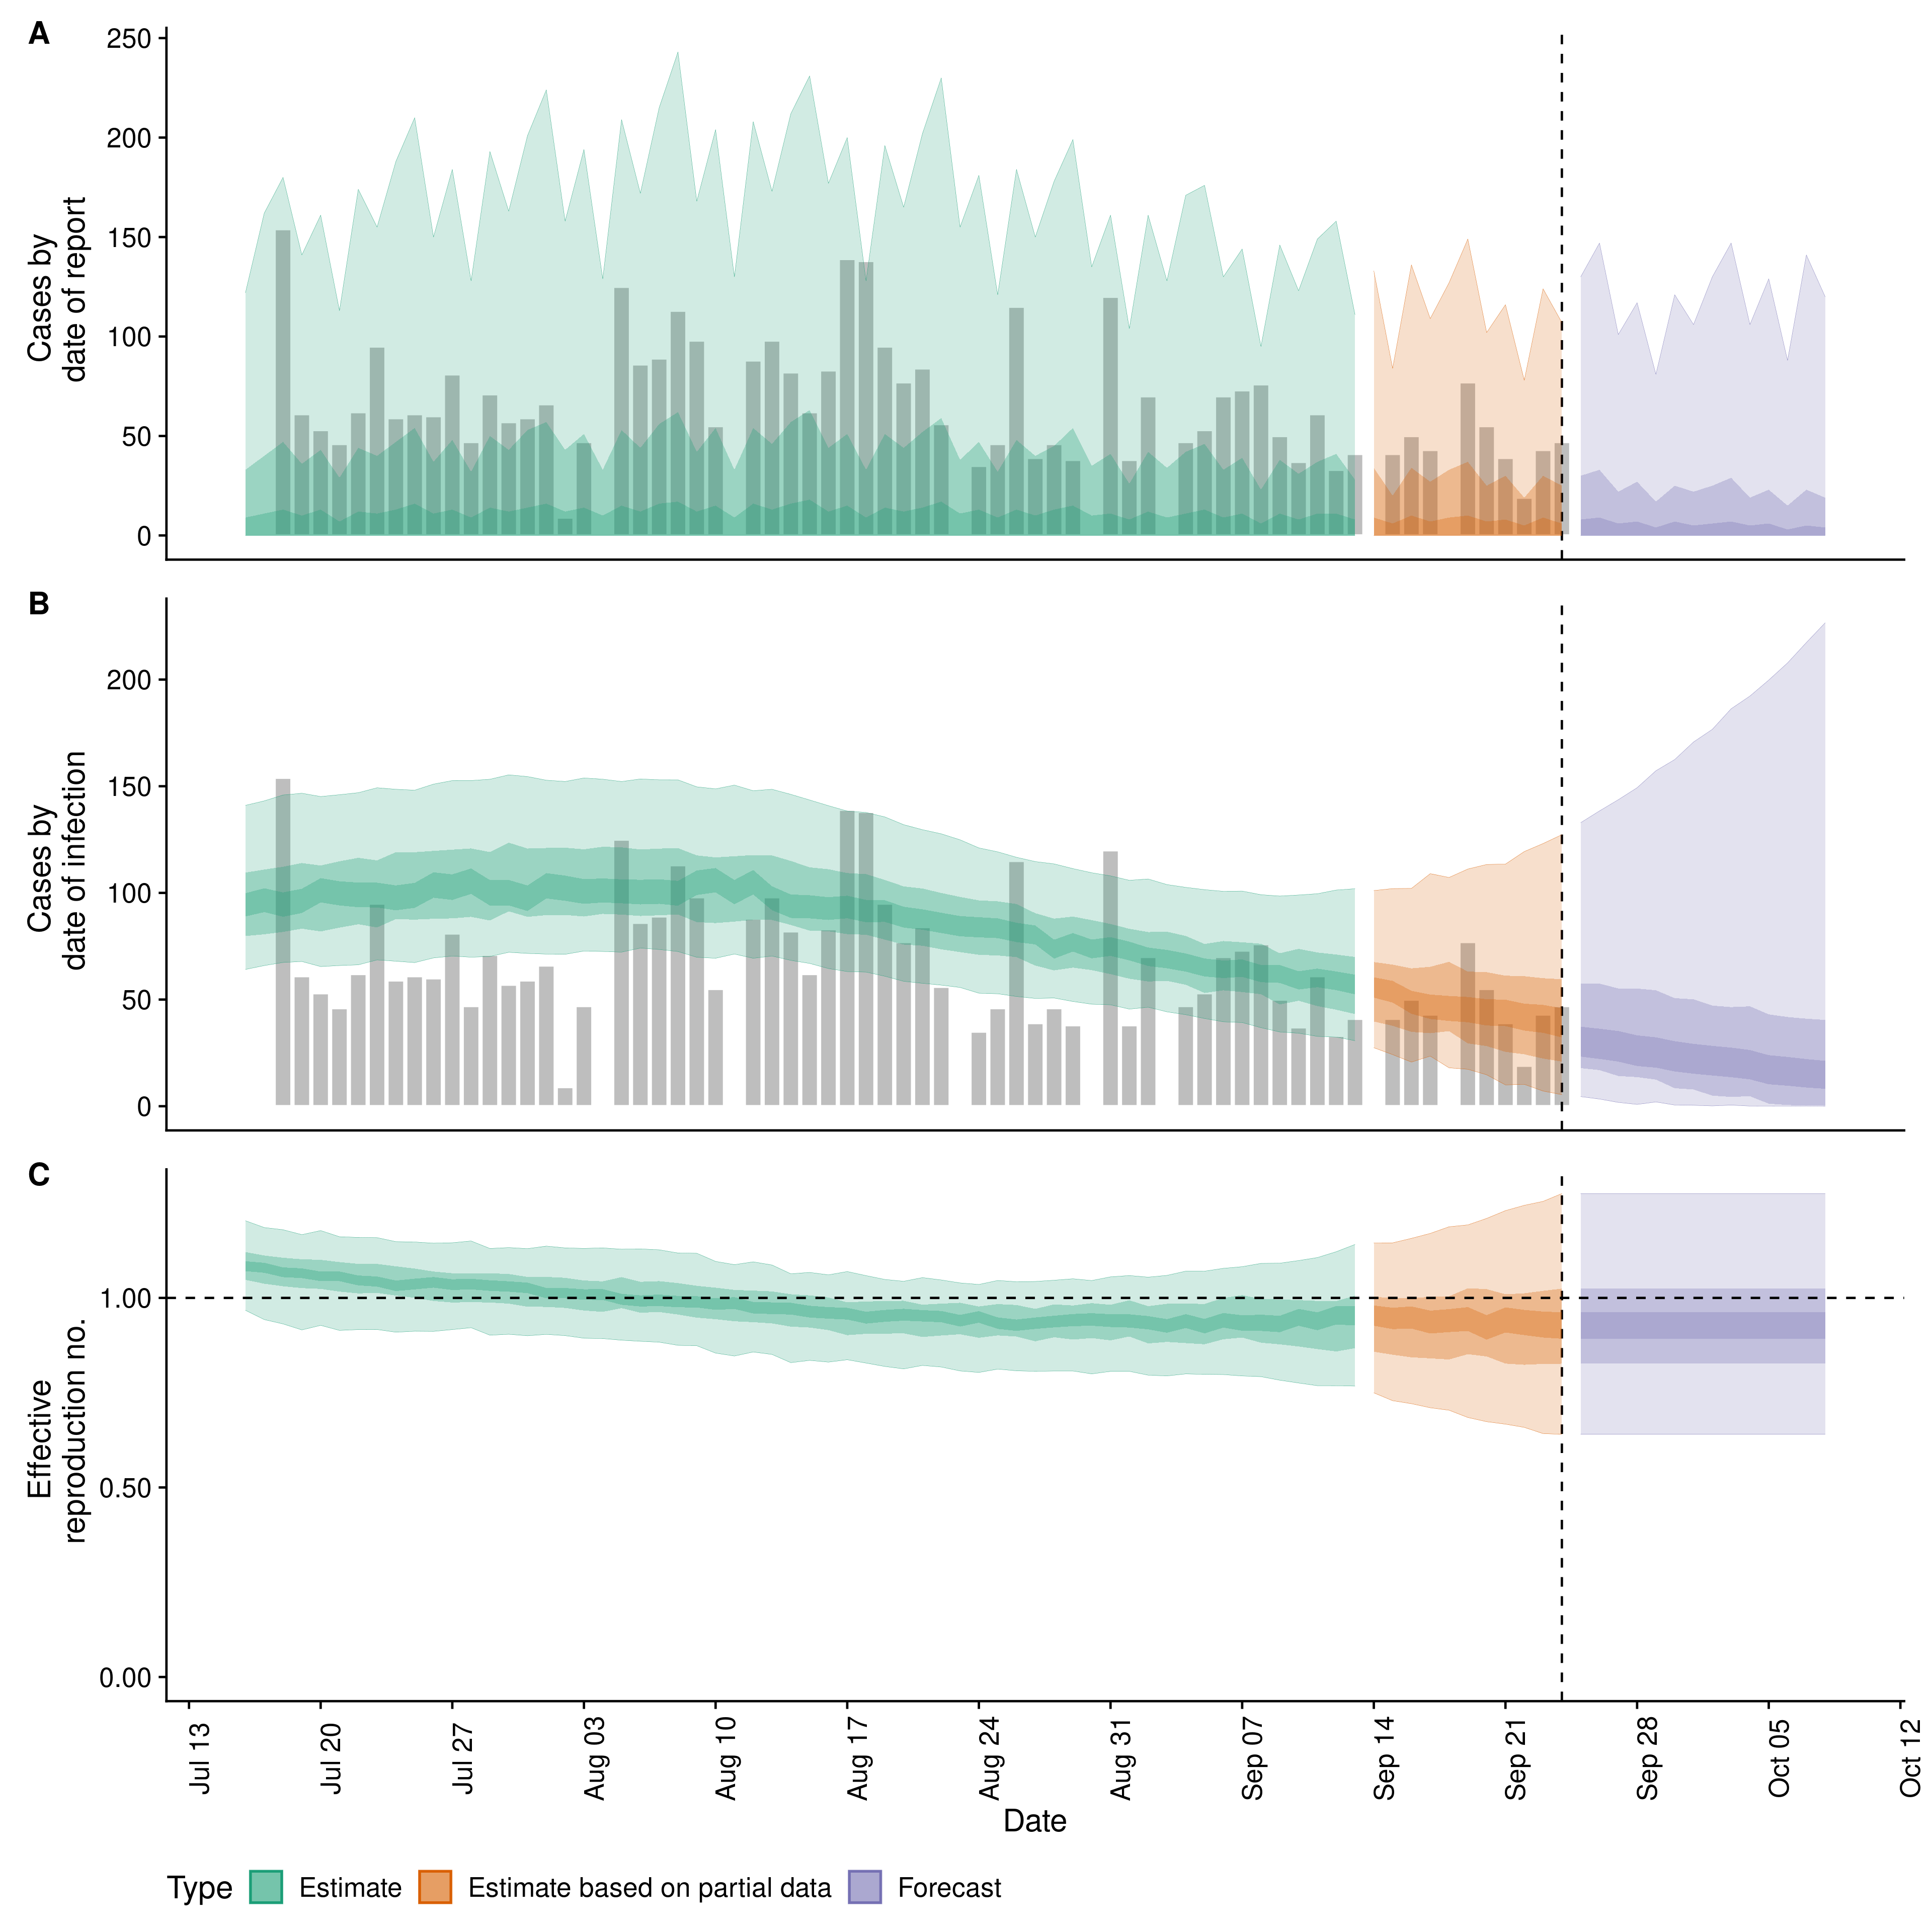 A
250
200
150
100
50
0
Cases by
date of report
B
200
150
100
50
0
Cases by
date of infection
C
1.00
0.50
0.00
Effective
reproduction no.
Jul 13
Jul 20
Jul 27
Aug 03
Aug 10
Aug 17
Aug 24
Aug 31
Sep 07
Sep 14
Sep 21
Sep 28
Oct 05
Oct 12
Date
Type Estimate Estimate based on partial data Forecast